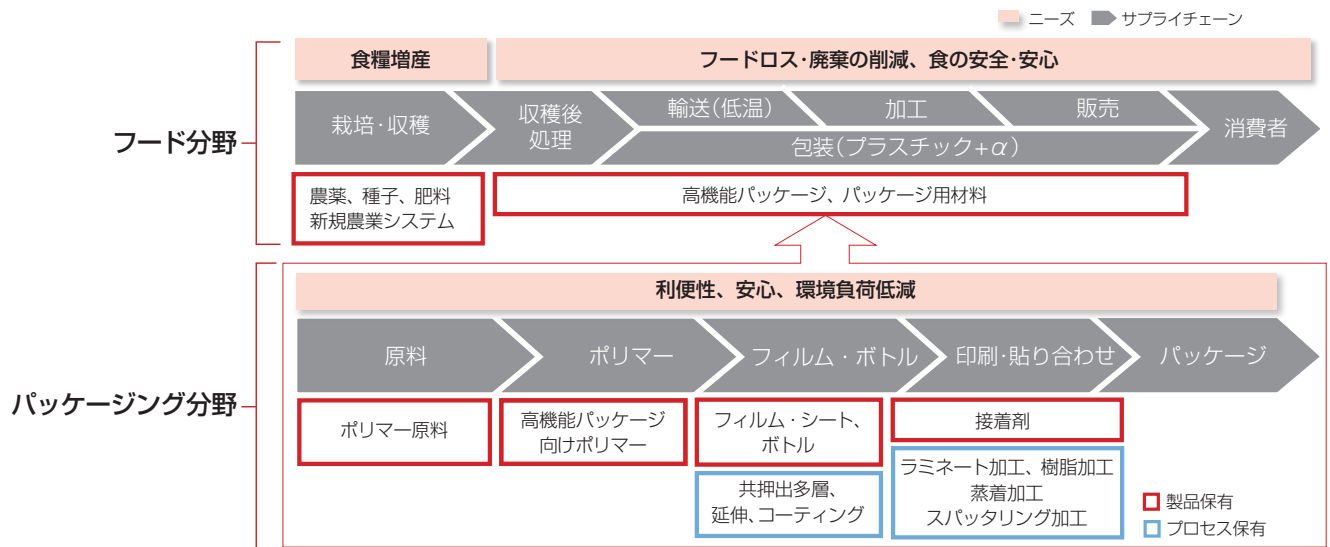 ニーズ
サプライチェーン
食糧増産
フードロス・廃棄の削減、食の安全・安心
フード分野
栽培・収穫
収穫後
処理
輸送(低温)
加工
販売
包装(プラスチック+α)
消費者
農薬、種子、肥料
新規農業システム
高機能パッケージ、パッケージ用材料
利便性、安心、環境負荷低減
パッケージング分野
原料
ポリマー
フィルム・ボトル
印刷・貼り合わせ
パッケージ
ポリマー原料
高機能パッケージ
向けポリマー
フィルム・シート、
ボトル
接着剤
共押出多層、
延伸、コーティング
ラミネート加工、樹脂加工
蒸着加工
スパッタリング加工
製品保有
プロセス保有